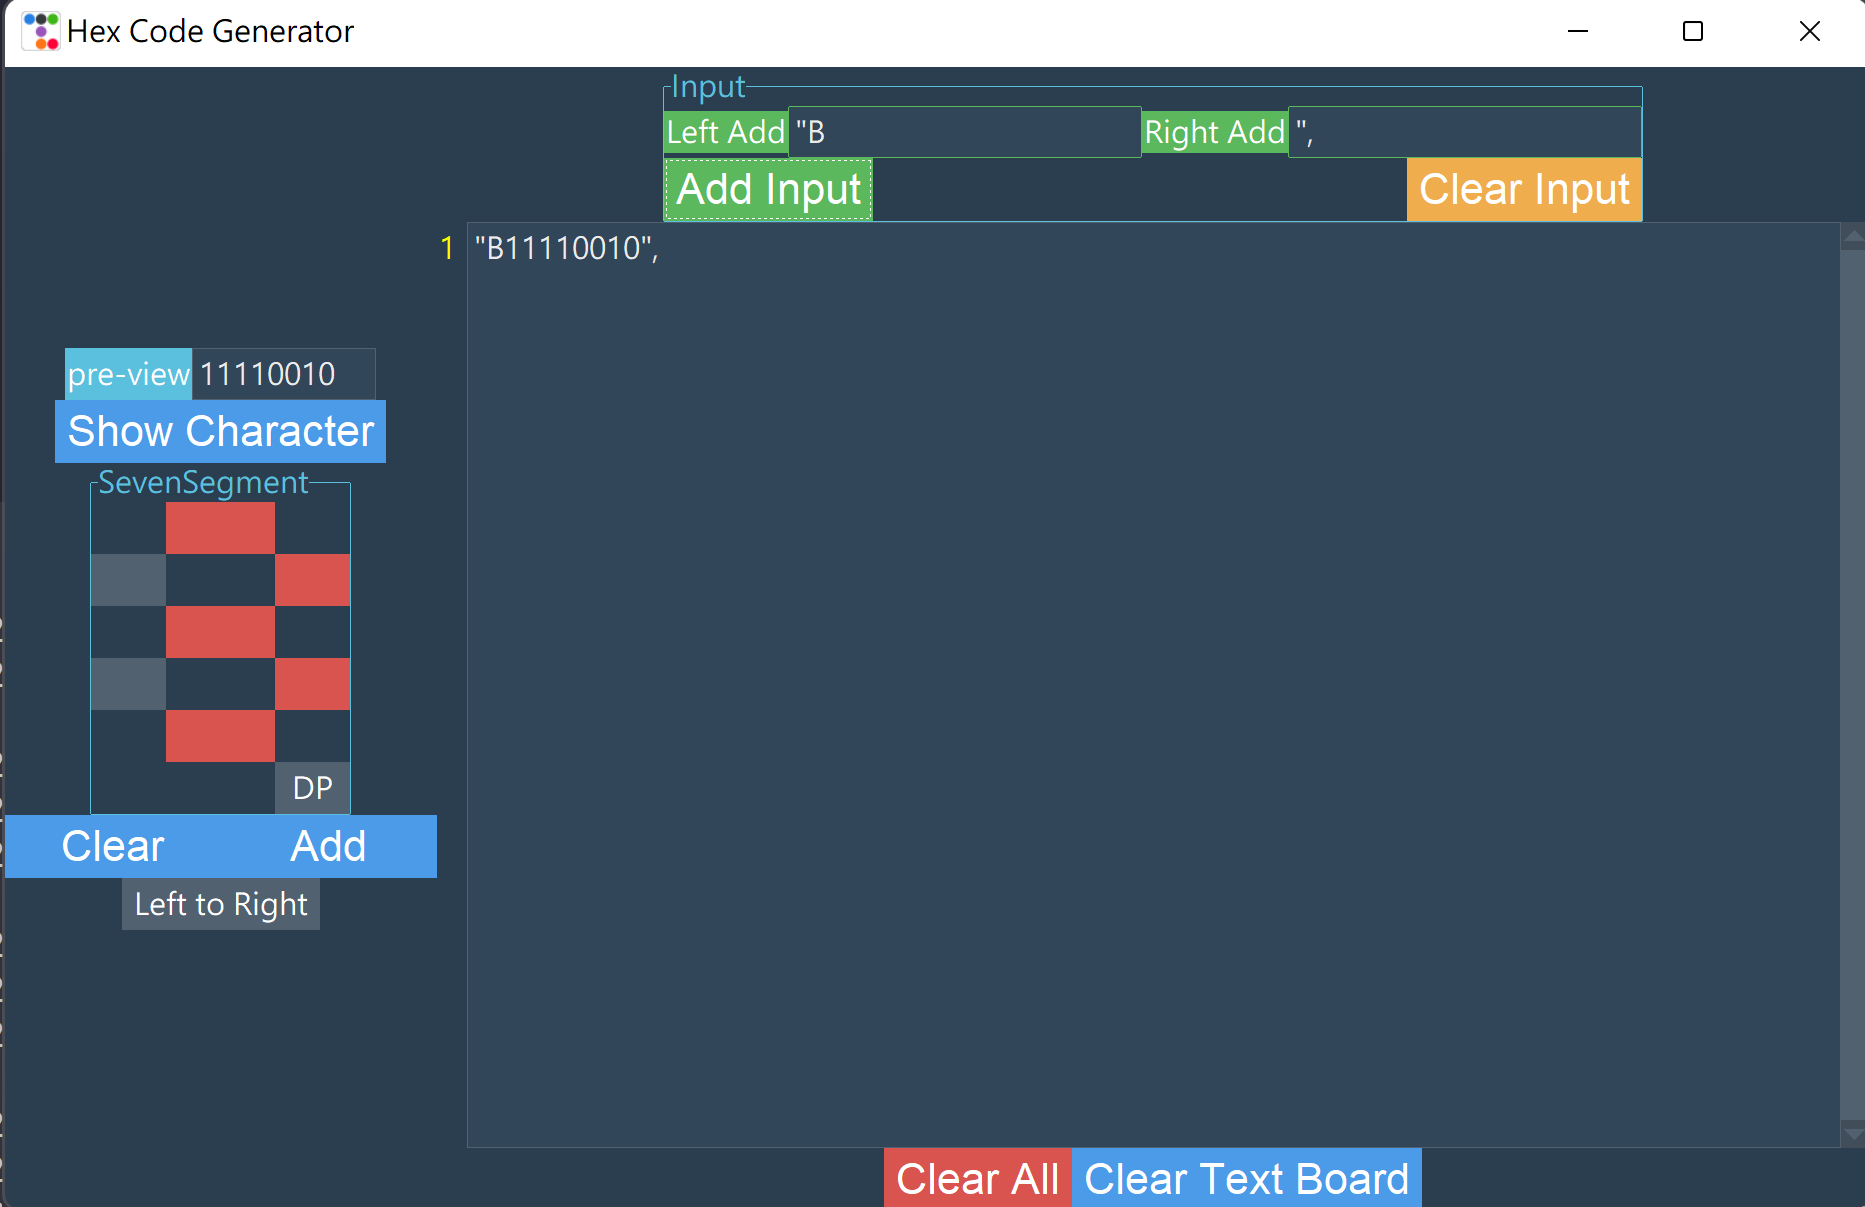 Hex Code Generator
Input
Left Add "B Right Add ",
Add Input Clear Input
1 "B11110010",
pre-view 11110010
Show Character
SevenSegment
DP
Clear Add
Left to Right
Clear All Clear Text Board